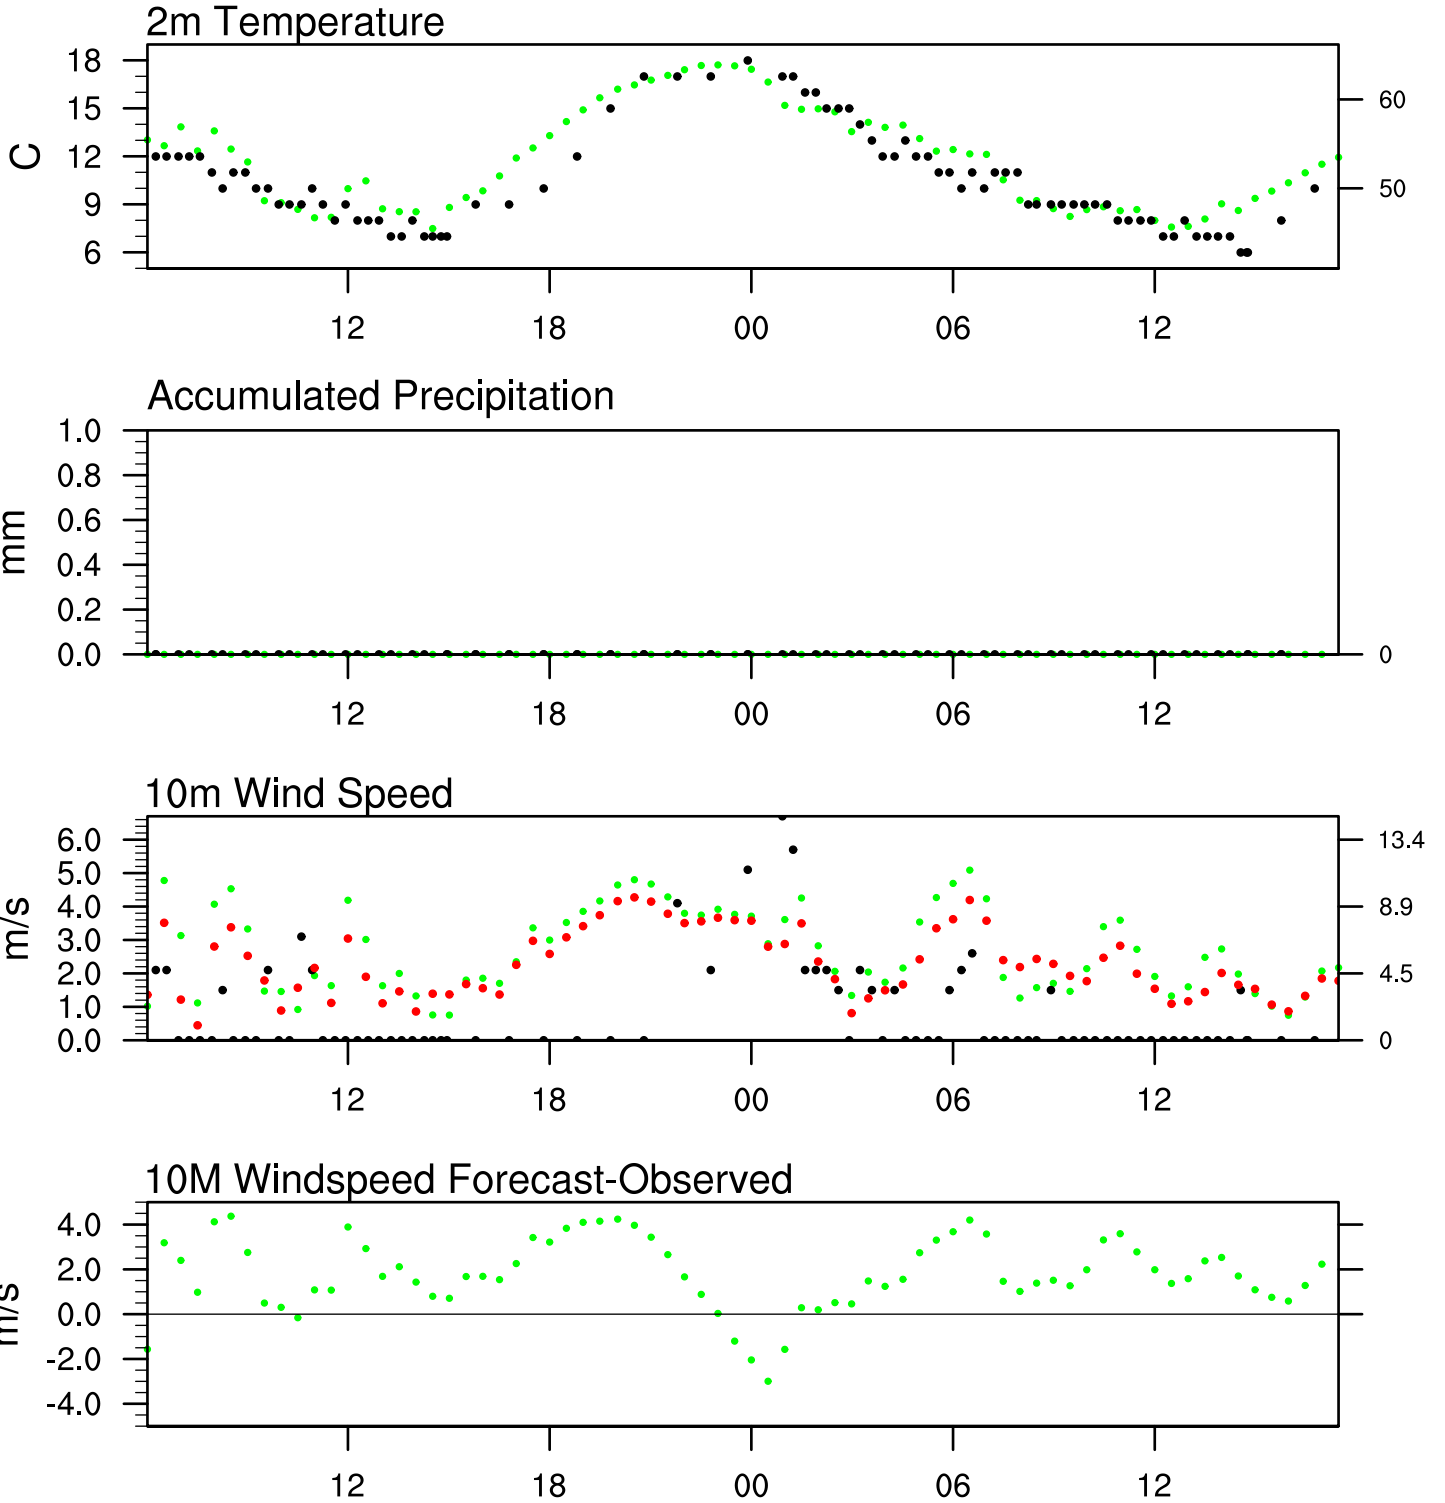 2m Temperature
18
15
12
9
6
C
60
50
12 18 00 06 12
Accumulated Precipitation
1.0
0.8
0.6
0.4
0.2
0.0
mm
0
12 18 00 06 12
10m Wind Speed
6.0
5.0
4.0
3.0
2.0
1.0
0.0
m/s
13.4
8.9
4.5
0
12 18 00 06 12
10M Windspeed Forecast-Observed
4.0
2.0
0.0
-2.0
-4.0
m/s
12 18 00 06 12